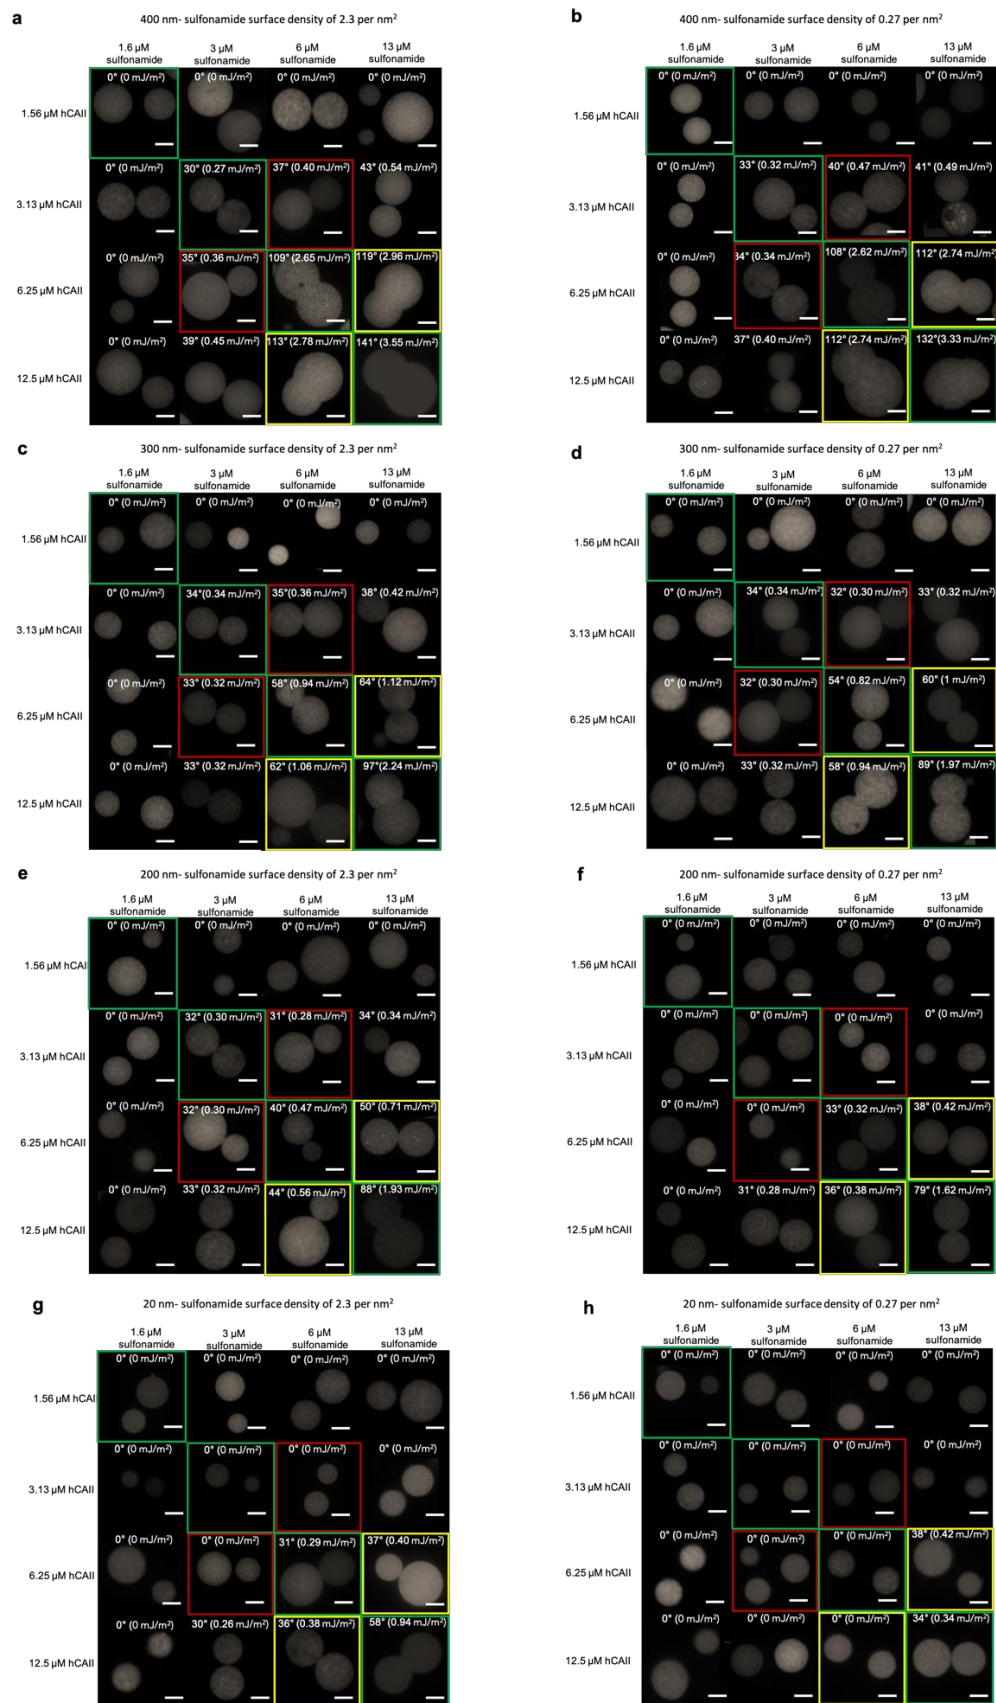 a
400 nm- sulfonamide surface density of 2.3 per nm²
1.6 µM sulfonamide 3 µM sulfonamide 6 µM sulfonamide 13 µM sulfonamide
1.56 µM hCAII 0° (0 mJ/m²) 0° (0 mJ/m²) 0° (0 mJ/m²) 0° (0 mJ/m²)
3.13 µM hCAII 0° (0 mJ/m²) 30° (0.27 mJ/m²) 37° (0.40 mJ/m²) 43° (0.54 mJ/m²)
6.25 µM hCAII 0° (0 mJ/m²) 35° (0.36 mJ/m²) 109° (2.65 mJ/m²) 119° (2.96 mJ/m²)
12.5 µM hCAII 0° (0 mJ/m²) 39° (0.45 mJ/m²) 113° (2.78 mJ/m²) 141° (3.55 mJ/m²)
b
400 nm- sulfonamide surface density of 0.27 per nm²
1.6 µM sulfonamide 3 µM sulfonamide 6 µM sulfonamide 13 µM sulfonamide
1.56 µM hCAII 0° (0 mJ/m²) 0° (0 mJ/m²) 0° (0 mJ/m²) 0° (0 mJ/m²)
3.13 µM hCAII 0° (0 mJ/m²) 33° (0.32 mJ/m²) 40° (0.47 mJ/m²) 41° (0.49 mJ/m²)
6.25 µM hCAII 0° (0 mJ/m²) 34° (0.34 mJ/m²) 108° (2.62 mJ/m²) 112° (2.74 mJ/m²)
12.5 µM hCAII 0° (0 mJ/m²) 37° (0.40 mJ/m²) 112° (2.74 mJ/m²) 132° (3.33 mJ/m²)
c
300 nm- sulfonamide surface density of 2.3 per nm²
1.6 µM sulfonamide 3 µM sulfonamide 6 µM sulfonamide 13 µM sulfonamide
1.56 µM hCAII 0° (0 mJ/m²) 0° (0 mJ/m²) 0° (0 mJ/m²) 0° (0 mJ/m²)
3.13 µM hCAII 0° (0 mJ/m²) 34°(0.34 mJ/m²) 35°(0.36 mJ/m²) 38° (0.42 mJ/m²)
6.25 µM hCAII 0° (0 mJ/m²) 33° (0.32 mJ/m²) 58° (0.94 mJ/m²) 64° (1.12 mJ/m²)
12.5 µM hCAII 0° (0 mJ/m²) 33° (0.32 mJ/m²) 62° (1.06 mJ/m²) 97°(2.24 mJ/m²)
d
300 nm- sulfonamide surface density of 0.27 per nm²
1.6 µM sulfonamide 3 µM sulfonamide 6 µM sulfonamide 13 µM sulfonamide
1.56 µM hCAII 0° (0 mJ/m²) 0° (0 mJ/m²) 0° (0 mJ/m²) 0° (0 mJ/m²)
3.13 µM hCAII 0° (0 mJ/m²) 34° (0.34 mJ/m²) 32° (0.30 mJ/m²) 33° (0.32 mJ/m²)
6.25 µM hCAII 0° (0 mJ/m²) 32° (0.30 mJ/m²) 54° (0.82 mJ/m²) 60° (1 mJ/m²)
12.5 µM hCAII 0° (0 mJ/m²) 33° (0.32 mJ/m²) 58° (0.94 mJ/m²) 89° (1.97 mJ/m²)
e
200 nm- sulfonamide surface density of 2.3 per nm²
1.6 µM sulfonamide 3 µM sulfonamide 6 µM sulfonamide 13 µM sulfonamide
1.56 µM hCAI 0° (0 mJ/m²) 0° (0 mJ/m²) 0° (0 mJ/m²) 0° (0 mJ/m²)
3.13 µM hCAII 0° (0 mJ/m²) 32° (0.30 mJ/m²) 31° (0.28 mJ/m²) 34° (0.34 mJ/m²)
6.25 µM hCAII 0° (0 mJ/m²) 32° (0.30 mJ/m²) 40° (0.47 mJ/m²) 50° (0.71 mJ/m²)
12.5 µM hCAII 0° (0 mJ/m²) 33° (0.32 mJ/m²) 44° (0.56 mJ/m²) 88° (1.93 mJ/m²)
f
200 nm- sulfonamide surface density of 0.27 per nm²
1.6 µM sulfonamide 3 µM sulfonamide 6 µM sulfonamide 13 µM sulfonamide
1.56 µM hCAII 0° (0 mJ/m²) 0° (0 mJ/m²) 0° (0 mJ/m²) 0° (0 mJ/m²)
3.13 µM hCAII 0° (0 mJ/m²) 0° (0 mJ/m²) 0° (0 mJ/m²) 0° (0 mJ/m²)
6.25 µM hCAII 0° (0 mJ/m²) 0° (0 mJ/m²) 33° (0.32 mJ/m²) 38° (0.42 mJ/m²)
12.5 µM hCAII 0° (0 mJ/m²) 31° (0.28 mJ/m²) 36° (0.38 mJ/m²) 79° (1.62 mJ/m²)
g
20 nm- sulfonamide surface density of 2.3 per nm²
1.6 µM sulfonamide 3 µM sulfonamide 6 µM sulfonamide 13 µM sulfonamide
1.56 µM hCAII 0° (0 mJ/m²) 0° (0 mJ/m²) 0° (0 mJ/m²) 0° (0 mJ/m²)
3.13 µM hCAII 0° (0 mJ/m²) 0° (0 mJ/m²) 0° (0 mJ/m²) 0° (0 mJ/m²)
6.25 µM hCAII 0° (0 mJ/m²) 0° (0 mJ/m²) 31° (0.29 mJ/m²) 37° (0.40 mJ/m²)
12.5 µM hCAII 0° (0 mJ/m²) 30° (0.26 mJ/m²) 36° (0.38 mJ/m²) 58° (0.94 mJ/m²)
h
20 nm- sulfonamide surface density of 0.27 per nm²
1.6 µM sulfonamide 3 µM sulfonamide 6 µM sulfonamide 13 µM sulfonamide
1.56 µM hCAII 0° (0 mJ/m²) 0° (0 mJ/m²) 0° (0 mJ/m²) 0° (0 mJ/m²)
3.13 µM hCAII 0° (0 mJ/m²) 0° (0 mJ/m²) 0° (0 mJ/m²) 0° (0 mJ/m²)
6.25 µM hCAII 0° (0 mJ/m²) 0° (0 mJ/m²) 0° (0 mJ/m²) 38° (0.42 mJ/m²)
12.5 µM hCAII 0° (0 mJ/m²) 0° (0 mJ/m²) 0° (0 mJ/m²) 34° (0.34 mJ/m²)